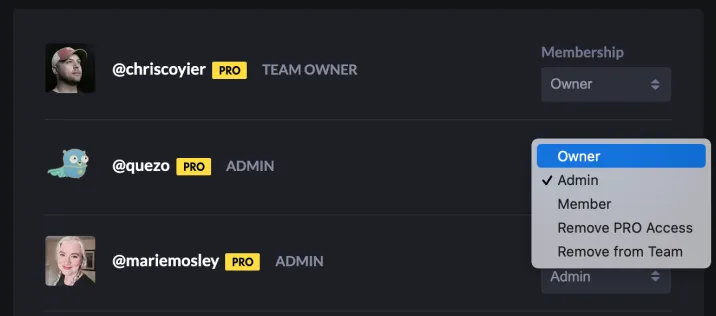 Membership
@chriscoyier PRO TEAM OWNER
Owner
@quezo PRO ADMIN
Owner
✓ Admin
Member
Remove PRO Access
Remove from Team
@mariemosley PRO ADMIN
Admin